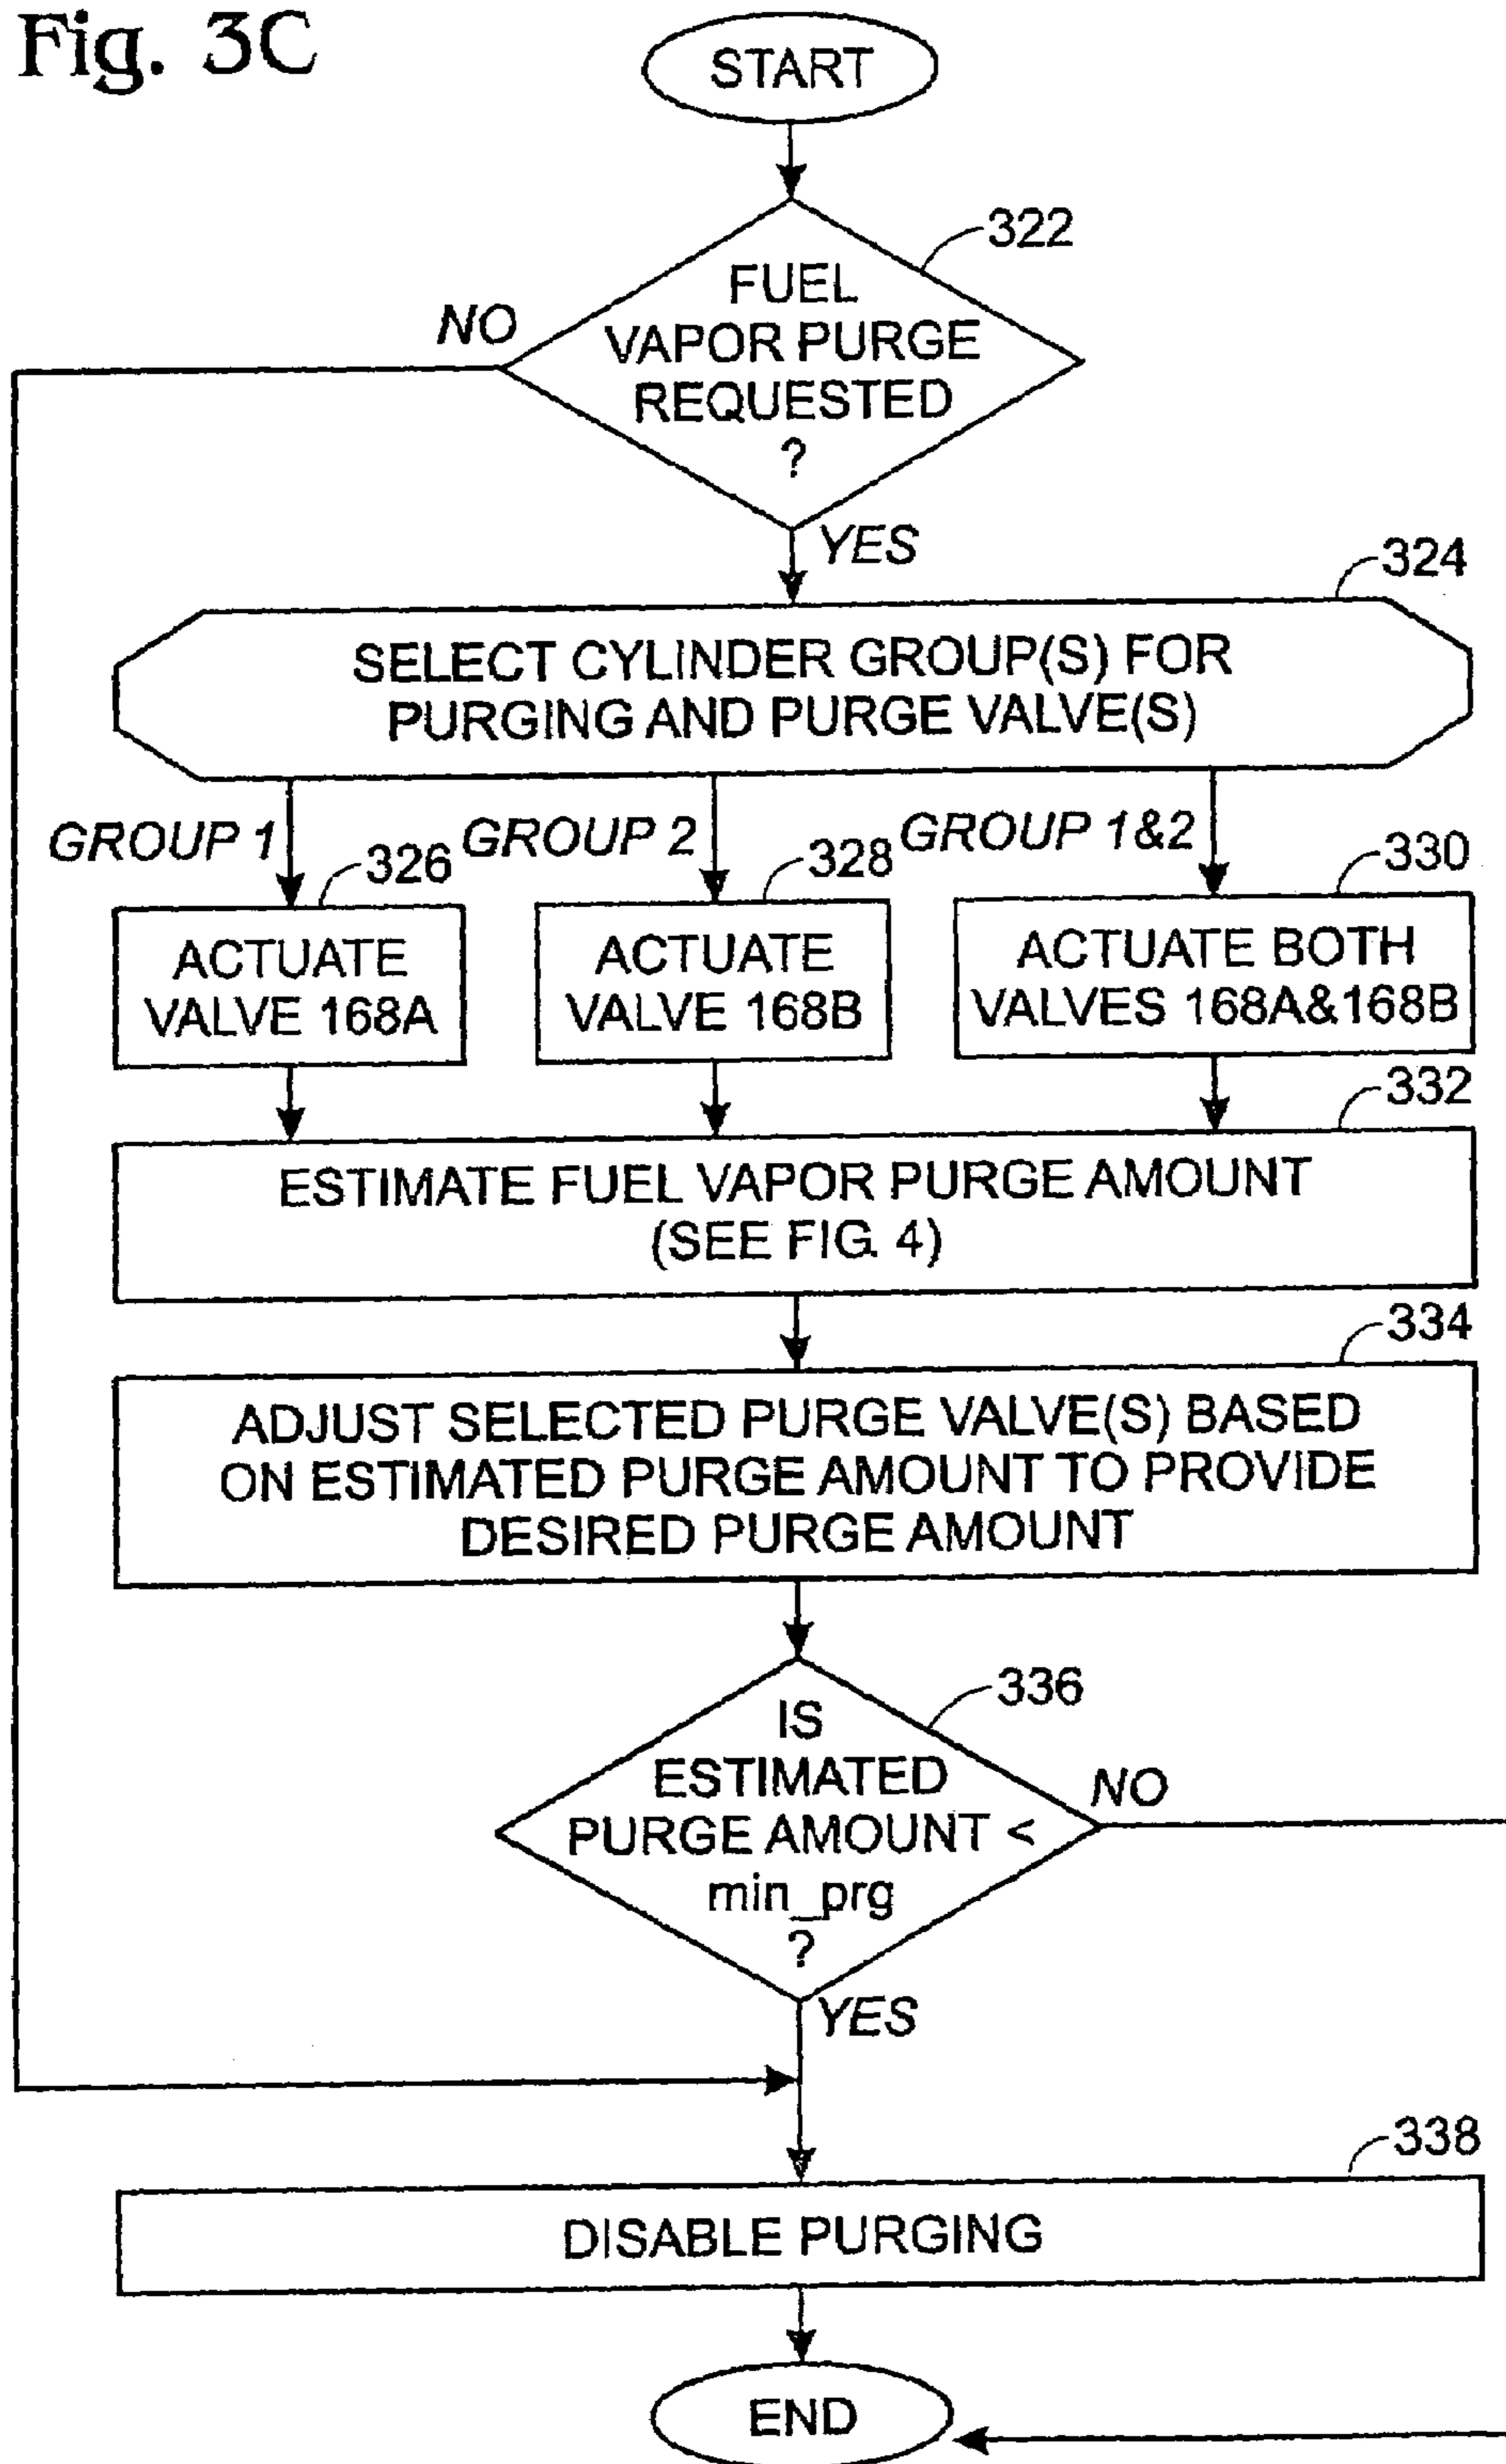 Fig. 3C
START
322
FUEL
VAPOR PURGE
REQUESTED
?
NO
YES
324
SELECT CYLINDER GROUP(S) FOR
PURGING AND PURGE VALVE(S)
GROUP 1
GROUP 2
GROUP 1&2
326
328
330
ACTUATE
VALVE 168A
ACTUATE
VALVE 168B
ACTUATE BOTH
VALVES 168A&168B
332
ESTIMATE FUEL VAPOR PURGE AMOUNT
(SEE FIG. 4)
334
ADJUST SELECTED PURGE VALVE(S) BASED
ON ESTIMATED PURGE AMOUNT TO PROVIDE
DESIRED PURGE AMOUNT
336
IS
ESTIMATED
PURGE AMOUNT <
min_prg
?
NO
YES
338
DISABLE PURGING
END